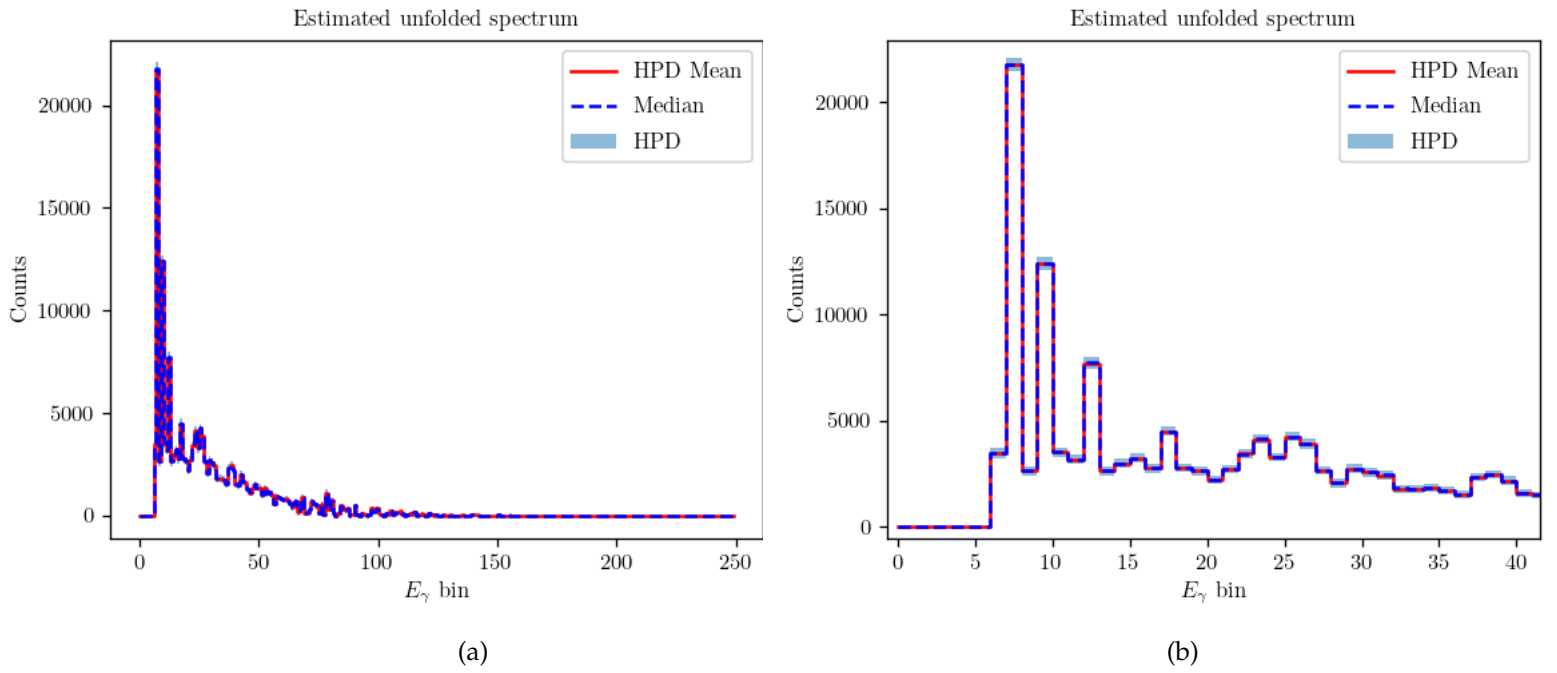 Estimated unfolded spectrum
HPD Mean
Median
HPD
20000
15000
10000
5000
0
Counts
0 50 100 150 200 250
Eγ bin
(a)
Estimated unfolded spectrum
HPD Mean
Median
HPD
20000
15000
10000
5000
0
Counts
0 5 10 15 20 25 30 35 40
Eγ bin
(b)